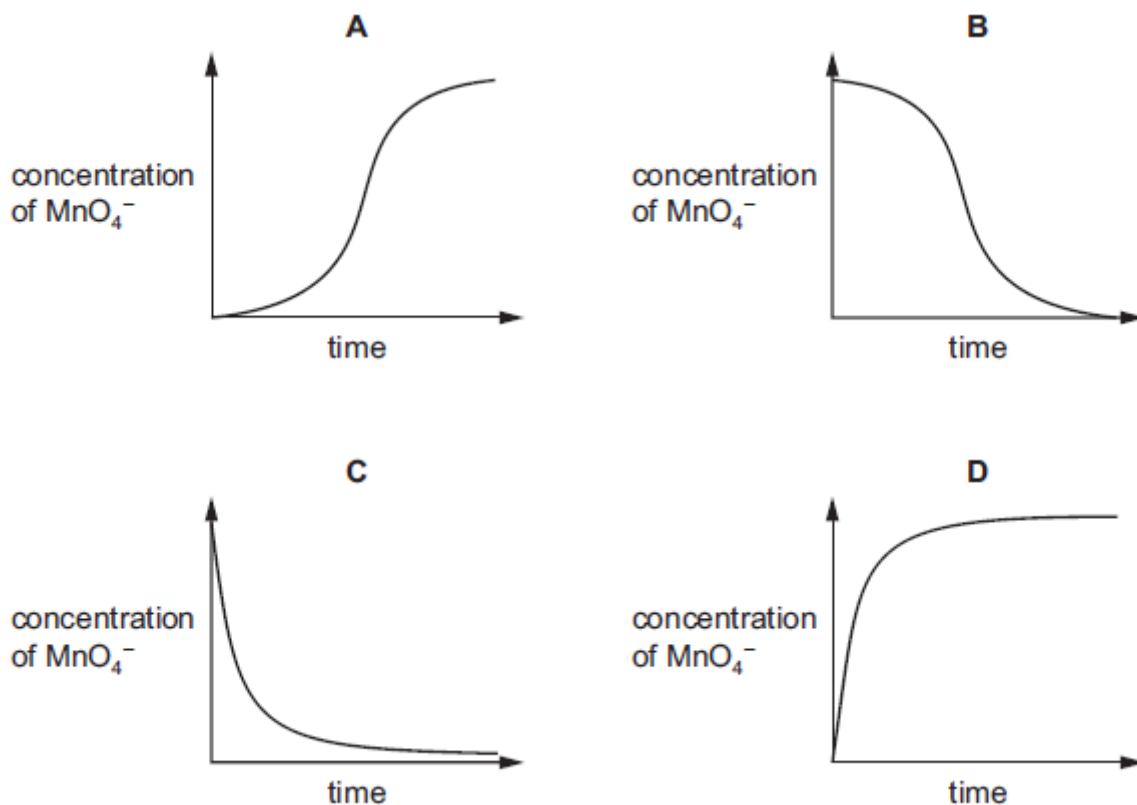 A
concentration
of MnO₄⁻
time
B
concentration
of MnO₄⁻
time
C
concentration
of MnO₄⁻
time
D
concentration
of MnO₄⁻
time